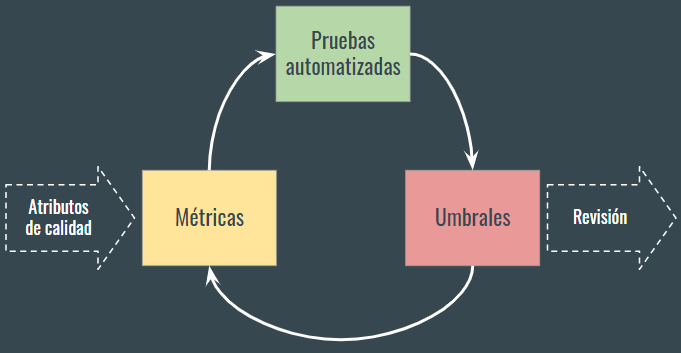 Pruebas
automatizadas
Atributos
de calidad
Métricas
Umbrales
Revisión